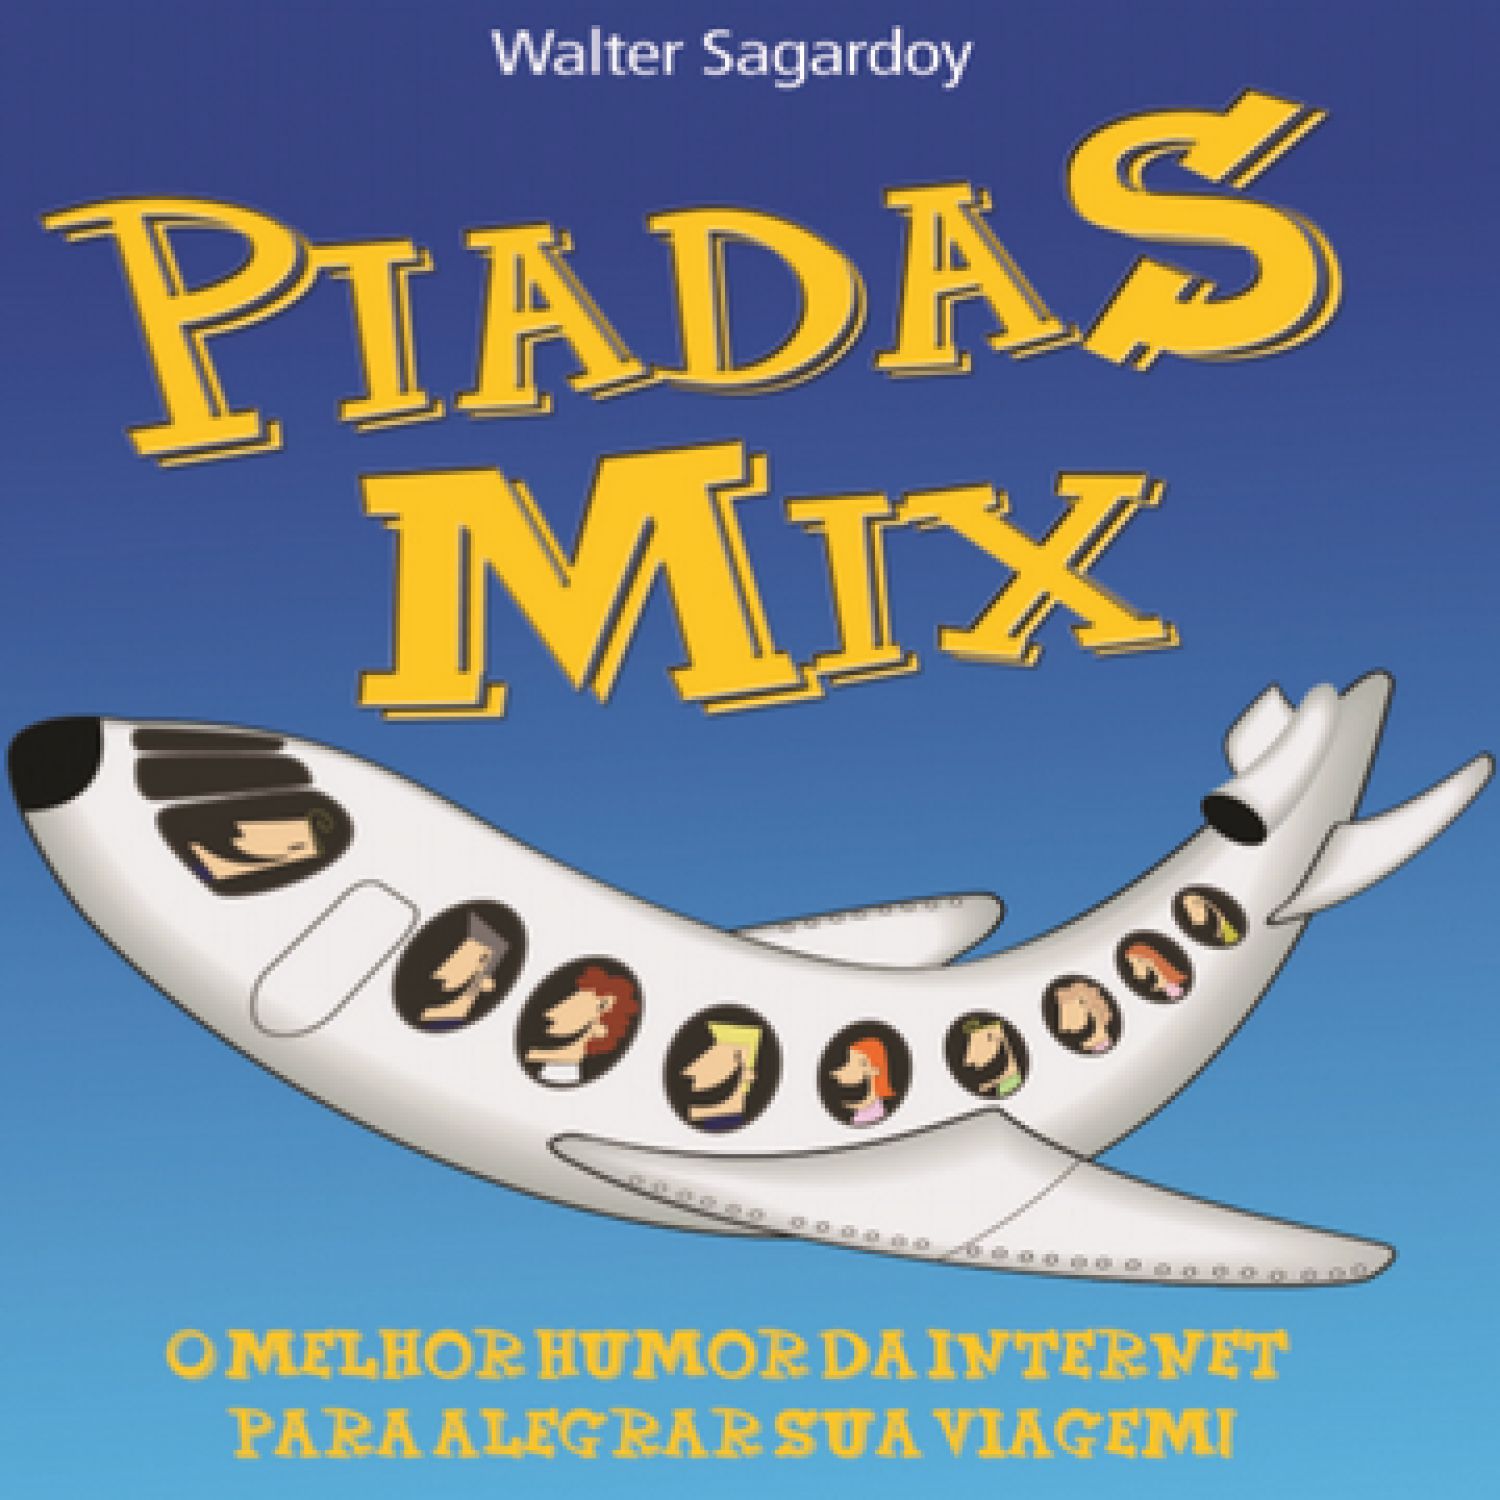 Walter Sagardoy
PIADAS
MIX
O MELHOR HUMOR DA INTERNET
PARA ALEGRAR SUA VIAGEM!